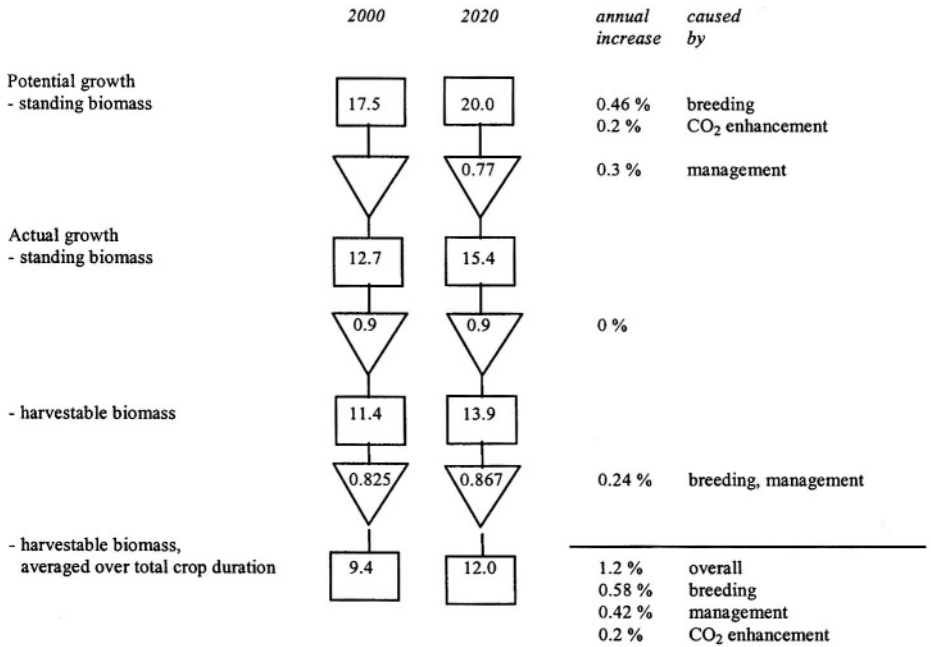 2000 2020 annual caused
increase by
Potential growth
- standing biomass 17.5 20.0 0.46 % breeding
0.2 % CO₂ enhancement
0.77 0.3 % management
Actual growth
- standing biomass 12.7 15.4
0.9 0.9 0 %
- harvestable biomass 11.4 13.9
0.825 0.867 0.24 % breeding, management
- harvestable biomass,
averaged over total crop duration 9.4 12.0 1.2 % overall
0.58 % breeding
0.42 % management
0.2 % CO₂ enhancement